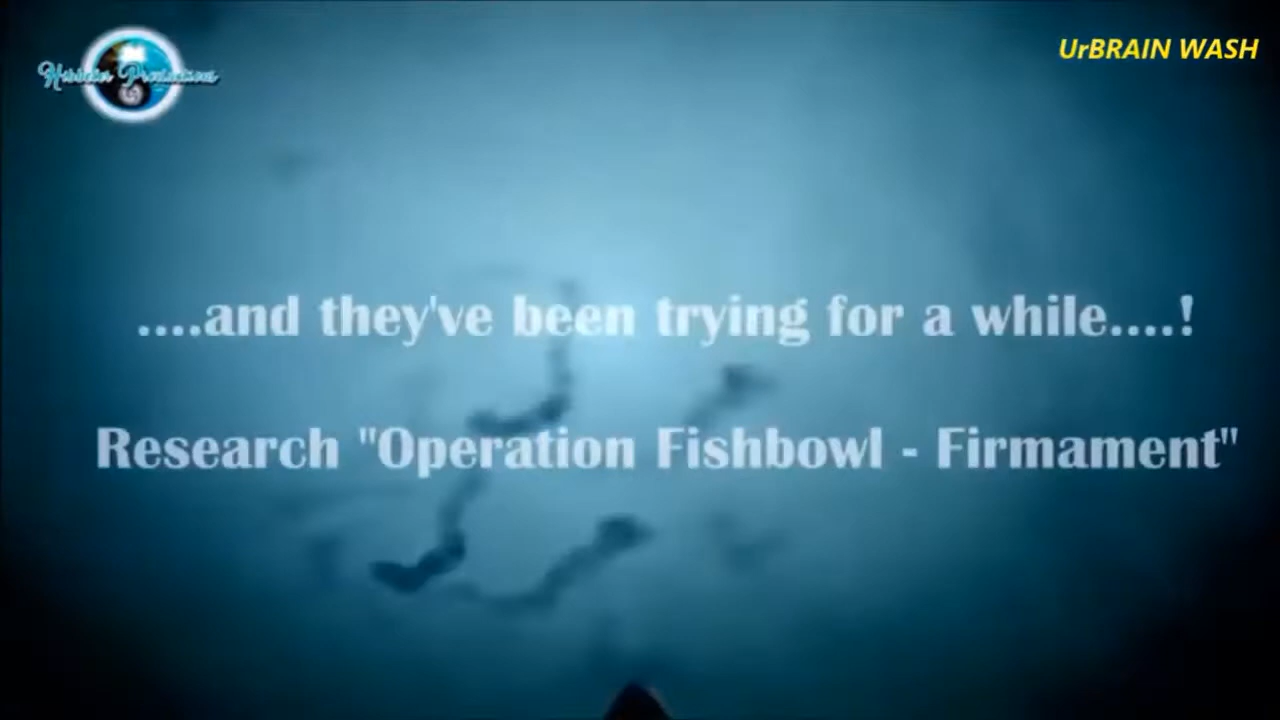 UrBRAIN WASH
....and they've been trying for a while....!
Research "Operation Fishbowl - Firmament"